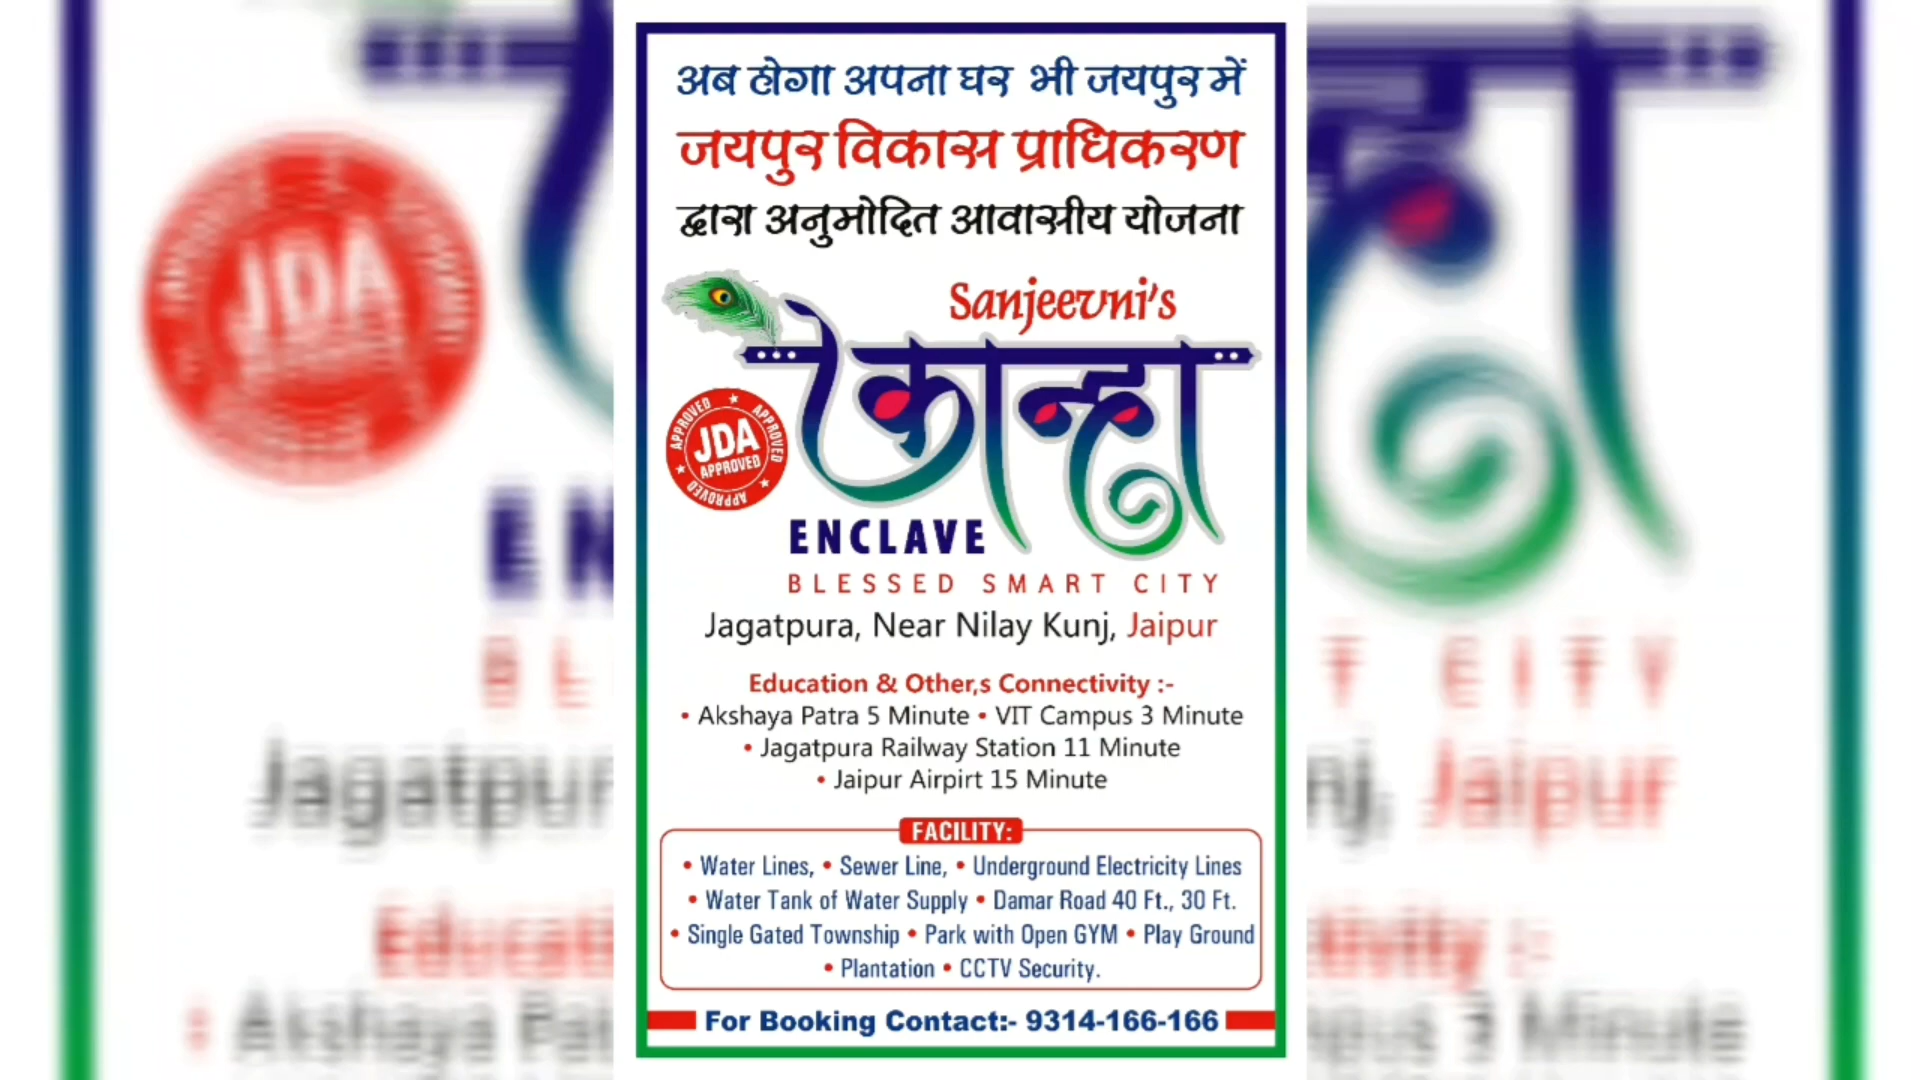 अब होगा अपना घर भी जयपुर में
जयपुर विकास प्राधिकरण
द्वारा अनुमोदित आवासीय योजना
Sanjeevni's
कान्हा
APPROVED ★ APPROVED ★ APPROVED ★ APPROVED ★
JDA
APPROVED
ENCLAVE
BLESSED SMART CITY
Jagatpura, Near Nilay Kunj, Jaipur
Education & Other,s Connectivity :-
• Akshaya Patra 5 Minute • VIT Campus 3 Minute
• Jagatpura Railway Station 11 Minute
• Jaipur Airpirt 15 Minute
FACILITY:
• Water Lines, • Sewer Line, • Underground Electricity Lines
• Water Tank of Water Supply • Damar Road 40 Ft., 30 Ft.
• Single Gated Township • Park with Open GYM • Play Ground
• Plantation • CCTV Security.
For Booking Contact:- 9314-166-166